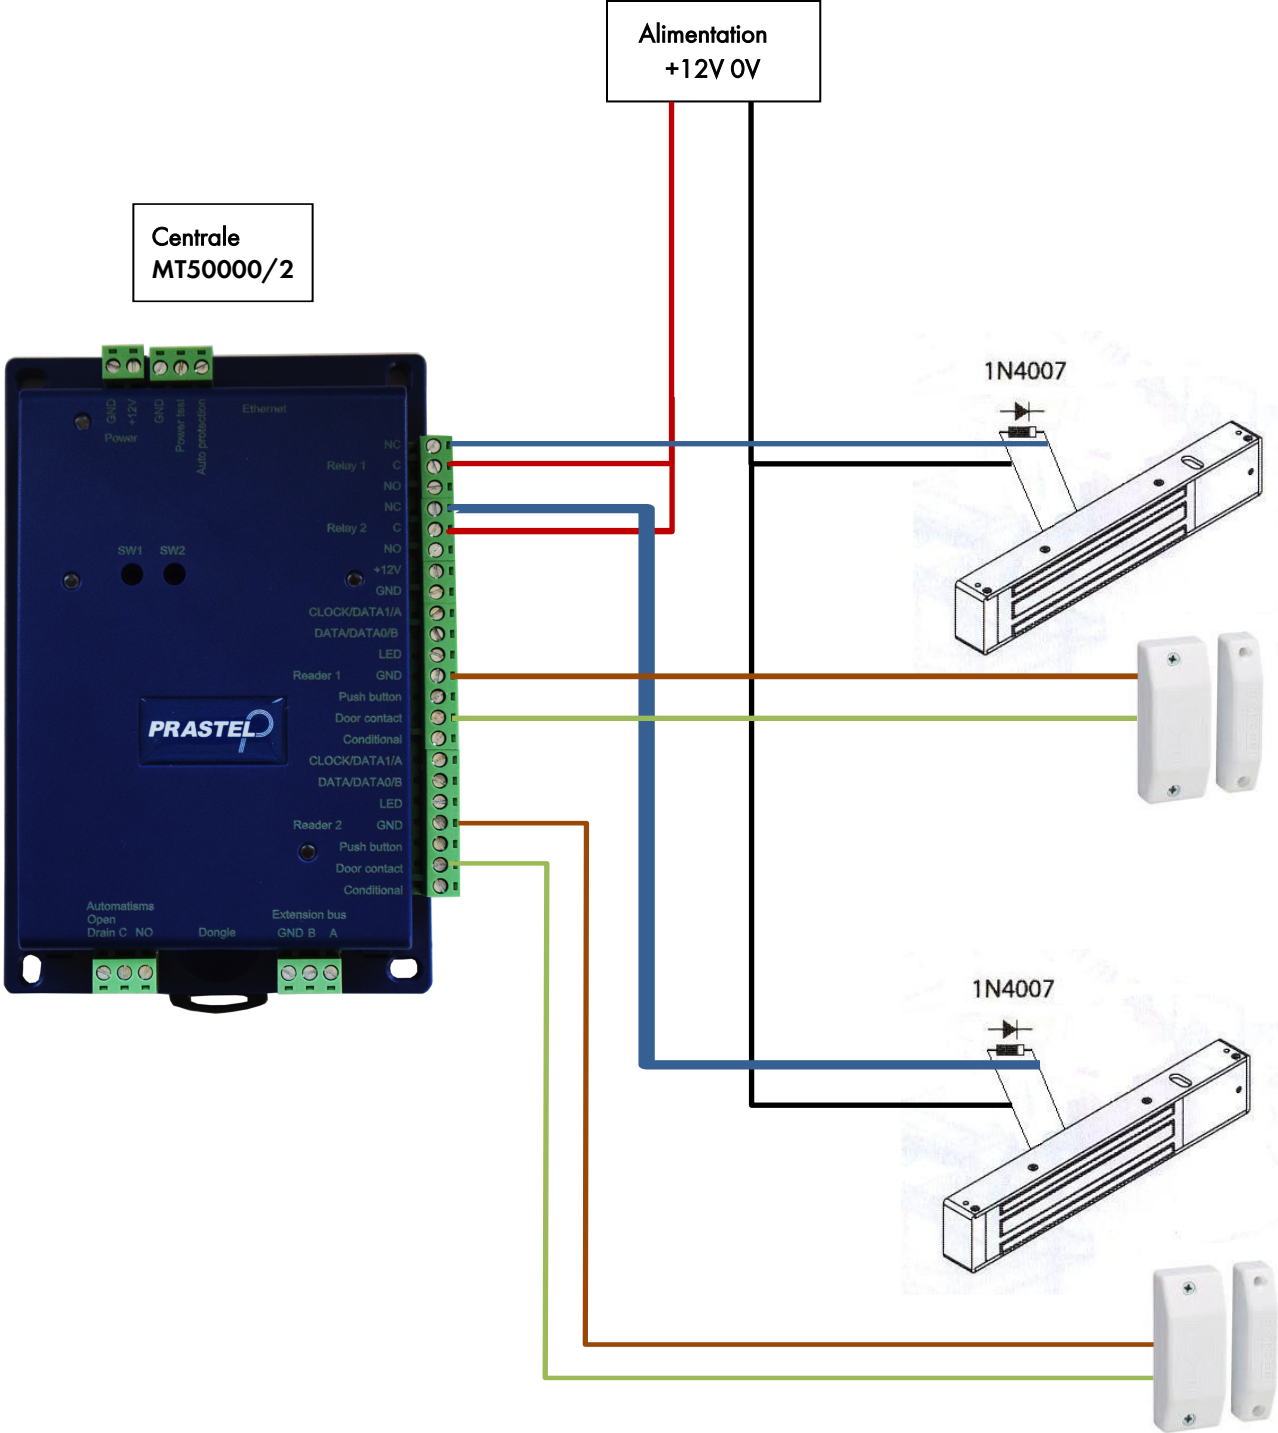 Alimentation
+12V 0V
Centrale
MT50000/2
GND
+12V
Power
GND
Power test
Auto protection
Ethernet
NC
Relay 1 C
NO
NC
Relay 2 C
NO
+12V
GND
CLOCK/DATA1/A
DATA/DATA0/B
LED
Reader 1 GND
Push button
Door contact
Conditional
CLOCK/DATA1/A
DATA/DATA0/B
LED
Reader 2 GND
Push button
Door contact
Conditional
SW1 SW2
PRASTEL
Automatisms
Open
Drain C NO
Dongle
Extension bus
GND B A
1N4007
1N4007